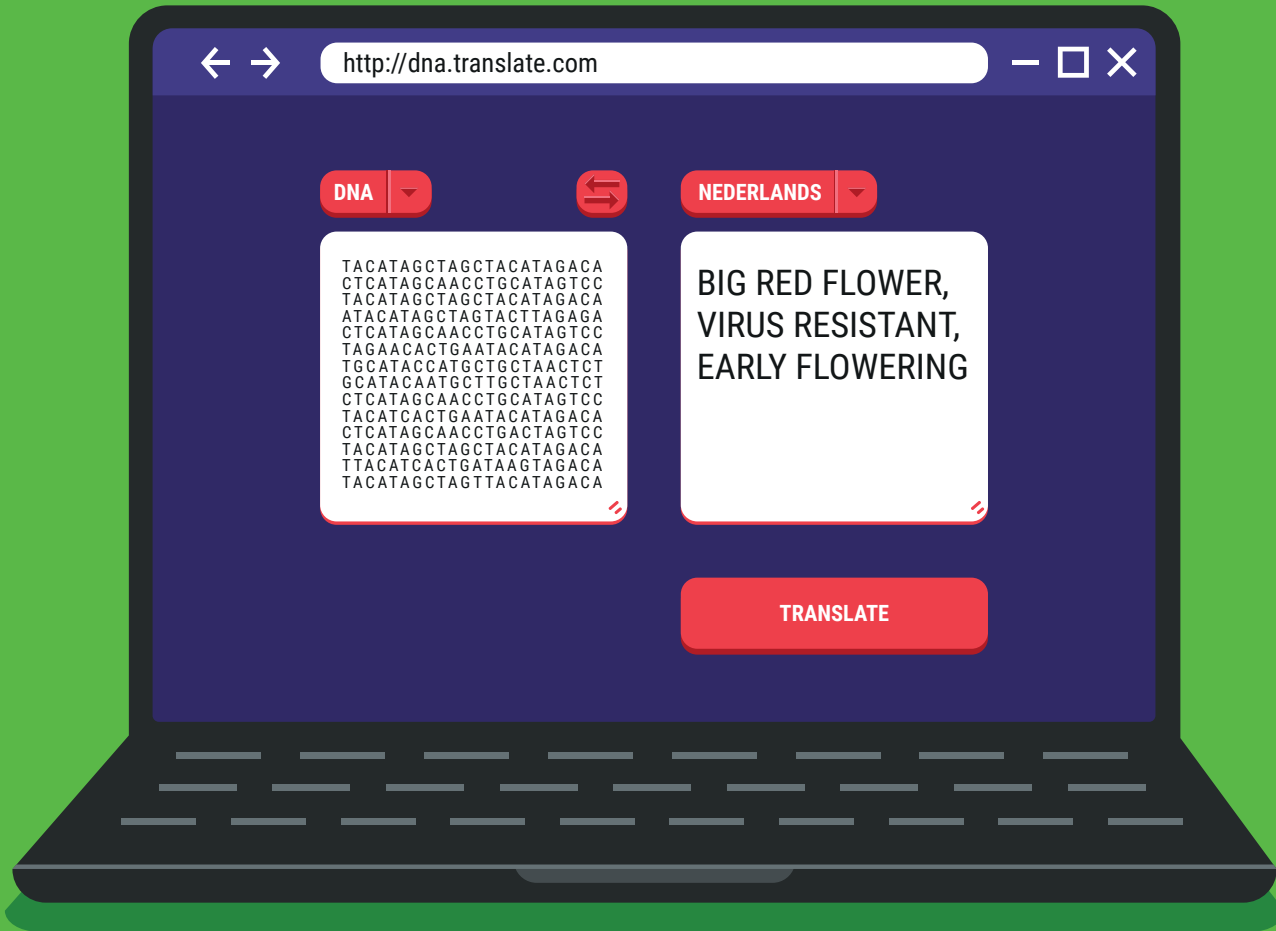 http://dna.translate.com
DNA
NEDERLANDS
TACATAGCTAGCTACATAGACA
CTCATAGCAACCTGCATAGTCC
TACATAGCTAGCTACATAGACA
ATACATAGCTAGTACTTAGAGA
CTCATAGCAACCTGCATAGTCC
TAGAACACTGAATACATAGACA
TGCATACCATGCTGCTAACTCT
GCATACAATGCTTGCTAACTCT
CTCATAGCAACCTGCATAGTCC
TACATCACTGAATACATAGACA
CTCATAGCAACCTGACTAGTCC
TACATAGCTAGCTACATAGACA
TTACATCACTGATAAGTAGACA
TACATAGCTAGTTACATAGACA
BIG RED FLOWER,
VIRUS RESISTANT,
EARLY FLOWERING
TRANSLATE